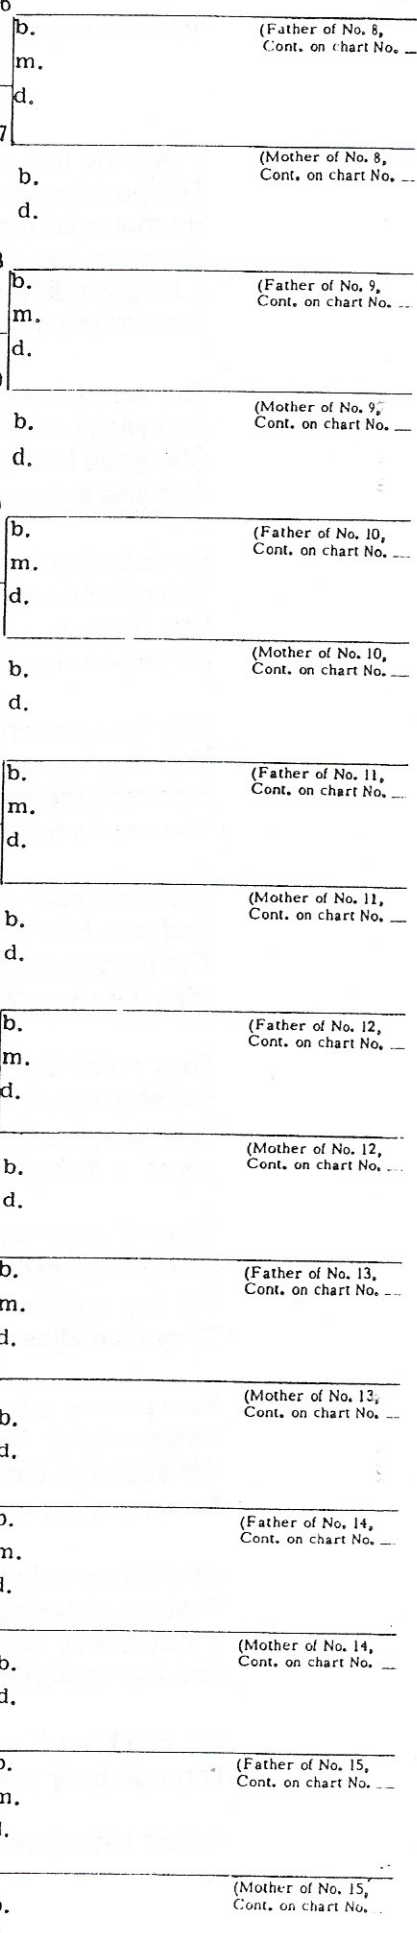 b.
(Father of No. 8,
Cont. on chart No. __
m.
d.
7
(Mother of No. 8,
Cont. on chart No. __
b.
d.
b.
(Father of No. 9,
Cont. on chart No. __
m.
d.
(Mother of No. 9,
Cont. on chart No. __
b.
d.
b.
(Father of No. 10,
Cont. on chart No. __
m.
d.
(Mother of No. 10,
Cont. on chart No. __
b.
d.
b.
(Father of No. 11,
Cont. on chart No. __
m.
d.
(Mother of No. 11,
Cont. on chart No. __
b.
d.
b.
(Father of No. 12,
Cont. on chart No. __
m.
d.
(Mother of No. 12,
Cont. on chart No. __
b.
d.
b.
(Father of No. 13,
Cont. on chart No. __
m.
d.
(Mother of No. 13,
Cont. on chart No. __
b.
d.
b.
(Father of No. 14,
Cont. on chart No. __
m.
d.
(Mother of No. 14,
Cont. on chart No. __
b.
d.
(Father of No. 15,
Cont. on chart No. __
m.
(Mother of No. 15,
Cont. on chart No.